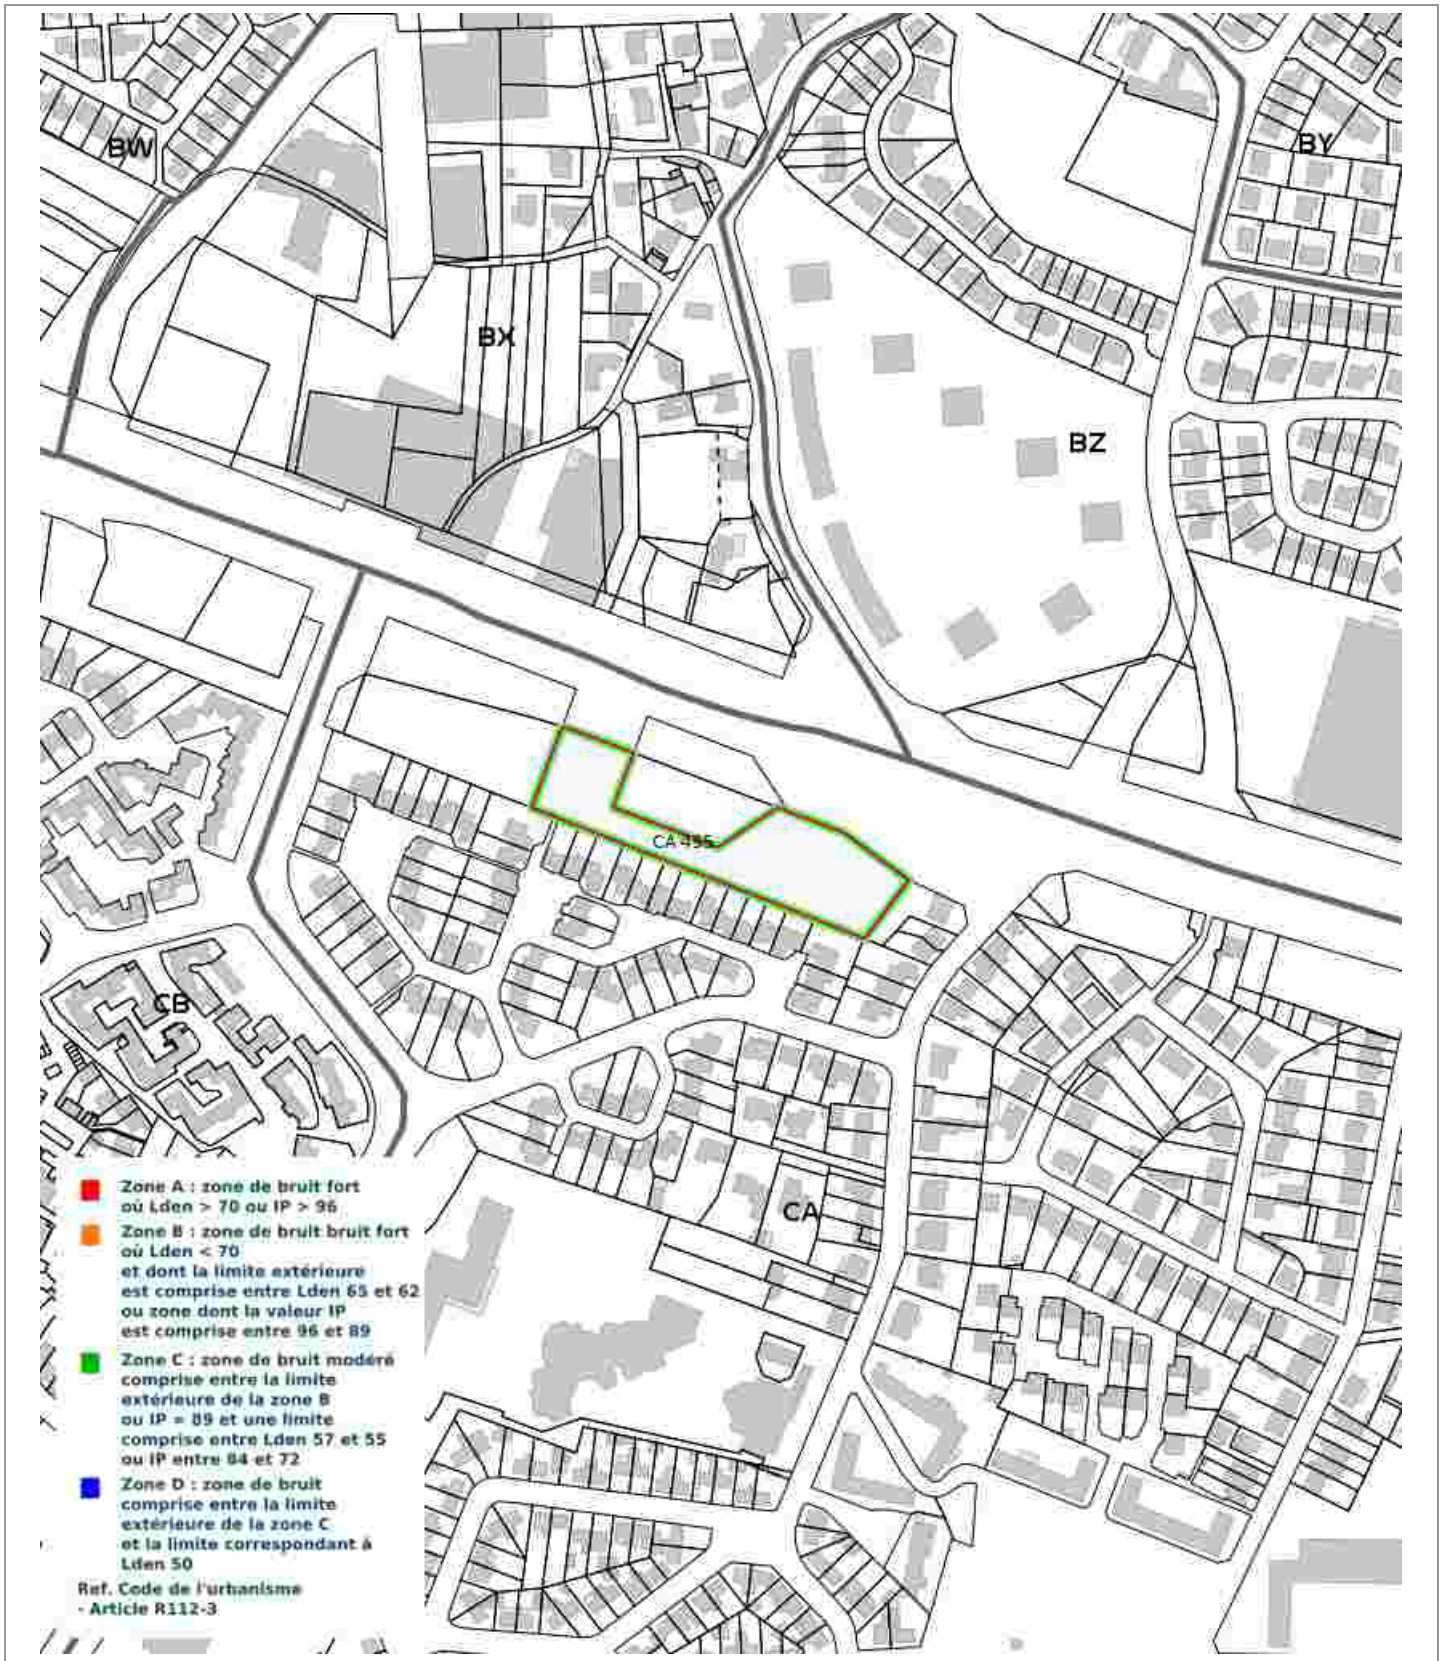 BW
BY
BX
BZ
CA 495
CB
CA
Zone A : zone de bruit fort
où Lden > 70 ou IP > 96
Zone B : zone de bruit bruit fort
où Lden < 70
et dont la limite extérieure
est comprise entre Lden 65 et 62
ou zone dont la valeur IP
est comprise entre 96 et 89
Zone C : zone de bruit modéré
comprise entre la limite
extérieure de la zone B
ou IP = 89 et une limite
comprise entre Lden 57 et 55
ou IP entre 84 et 72
Zone D : zone de bruit
comprise entre la limite
extérieure de la zone C
et la limite correspondant à
Lden 50
Ref. Code de l'urbanisme
- Article R112-3